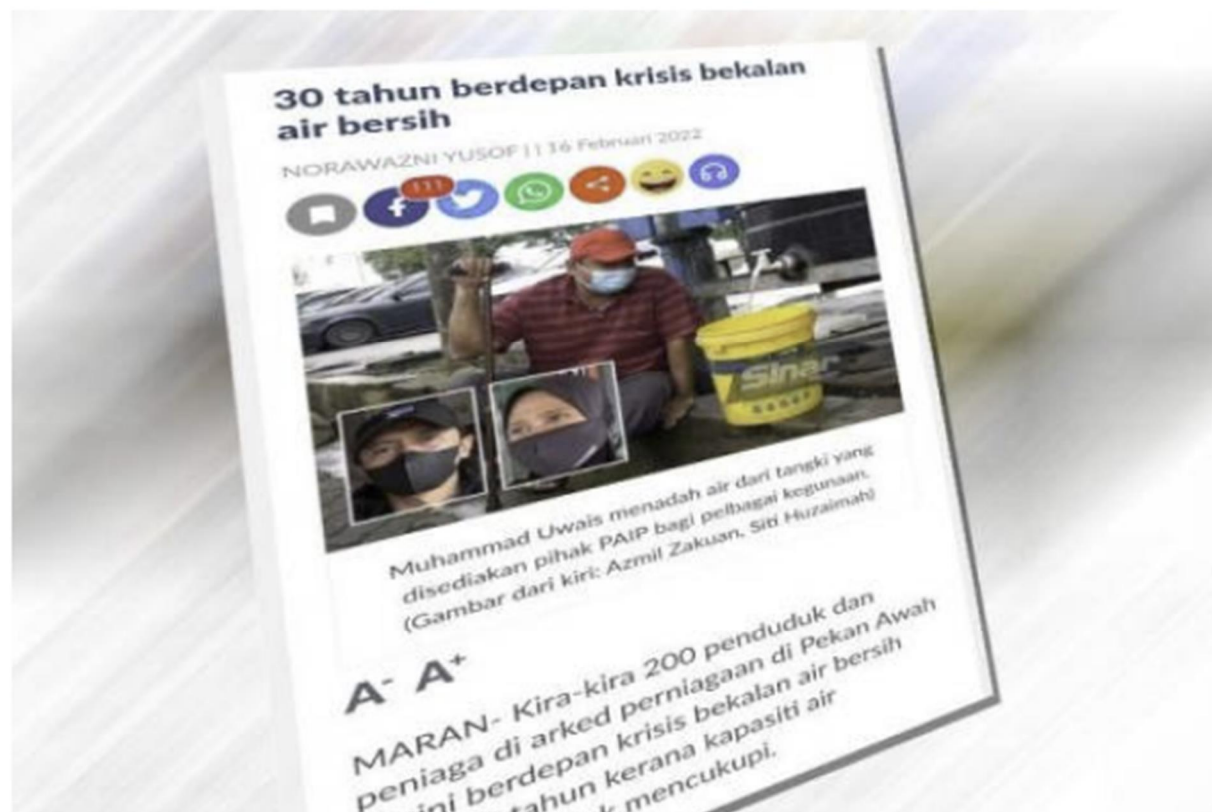 30 tahun berdepan krisis bekalan
air bersih
NORAWAZNI YUSOF | | 16 Februari 2022
111
Sinar
Muhammad Uwais menadah air dari tangki yang
disediakan pihak PAIP bagi pelbagai kegunaan.
(Gambar dari kiri: Azmil Zakuan, Siti Huzaimah)
A- A+
MARAN- Kira-kira 200 penduduk dan
peniaga di arked perniagaan di Pekan Awah
ini berdepan krisis bekalan air bersih
tahun kerana kapasiti air
mencukupi.